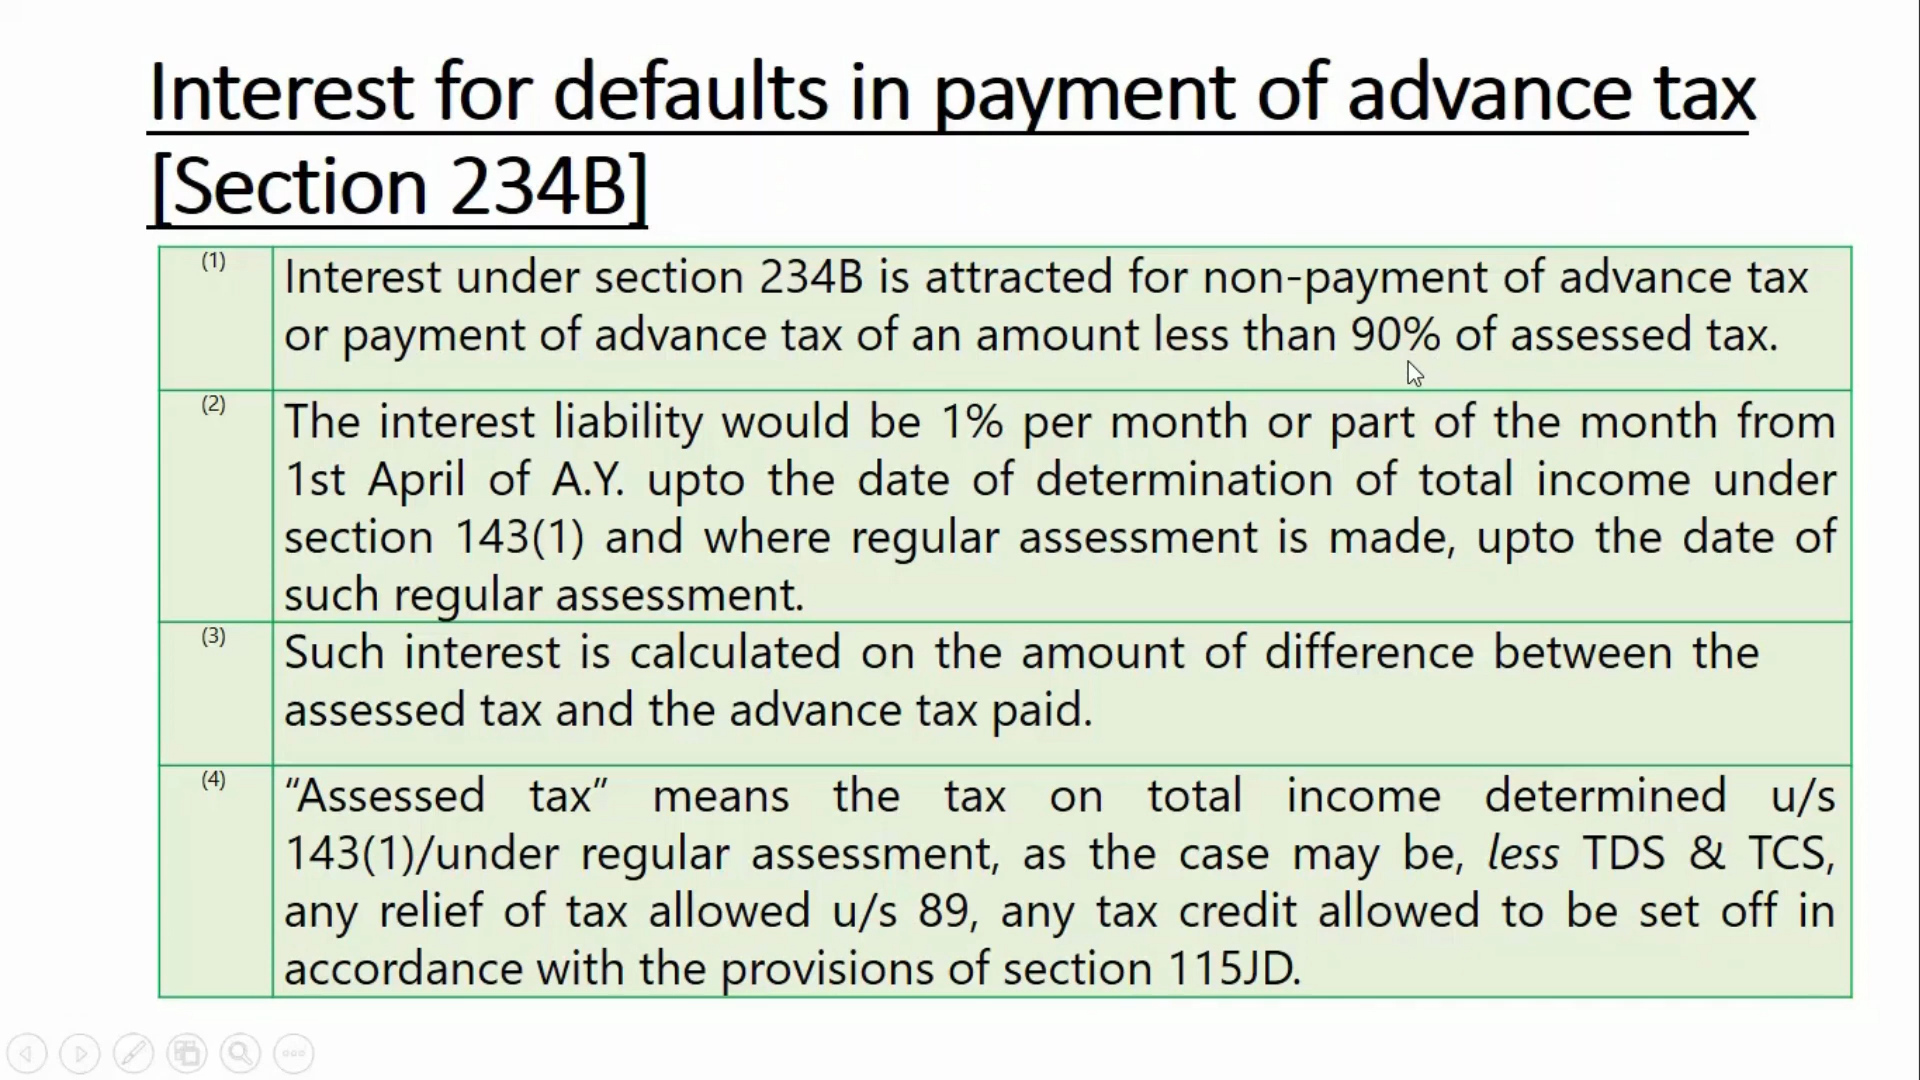 Interest for defaults in payment of advance tax
[Section 234B]
(1)
Interest under section 234B is attracted for non-payment of advance tax
or payment of advance tax of an amount less than 90% of assessed tax.
(2)
The interest liability would be 1% per month or part of the month from
1st April of A.Y. upto the date of determination of total income under
section 143(1) and where regular assessment is made, upto the date of
such regular assessment.
(3)
Such interest is calculated on the amount of difference between the
assessed tax and the advance tax paid.
(4)
“Assessed tax” means the tax on total income determined u/s
143(1)/under regular assessment, as the case may be, less TDS & TCS,
any relief of tax allowed u/s 89, any tax credit allowed to be set off in
accordance with the provisions of section 115JD.